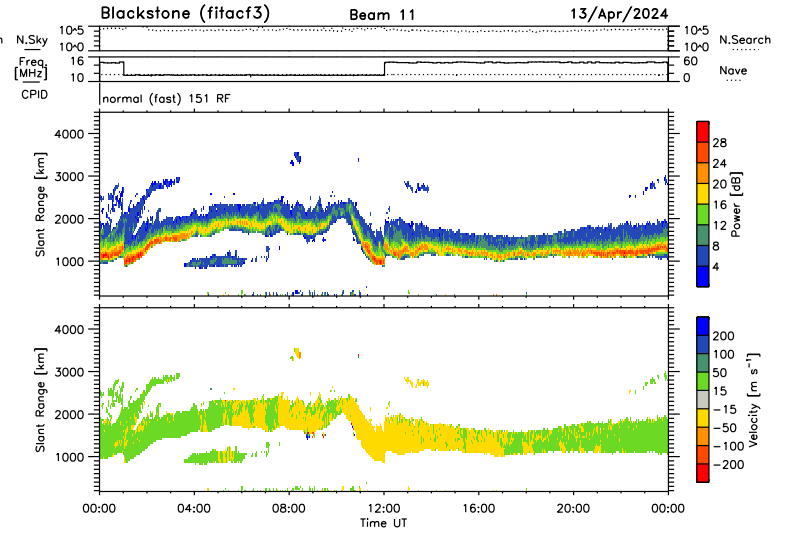 Blackstone (fitacf3) Beam 11 13/Apr/2024
n N.Sky 10^5 10^0 10^5 10^0 N.Search
Freq. [MHz] 16 10 60 0 Nave
CPID normal (fast) 151 RF
Slant Range [km]
4000
3000
2000
1000
Power [dB]
28
24
20
16
12
8
4
Slant Range [km]
4000
3000
2000
1000
Velocity [m s⁻¹]
200
100
50
15
−15
−50
−100
−200
00:00 04:00 08:00 12:00 16:00 20:00 00:00
Time UT